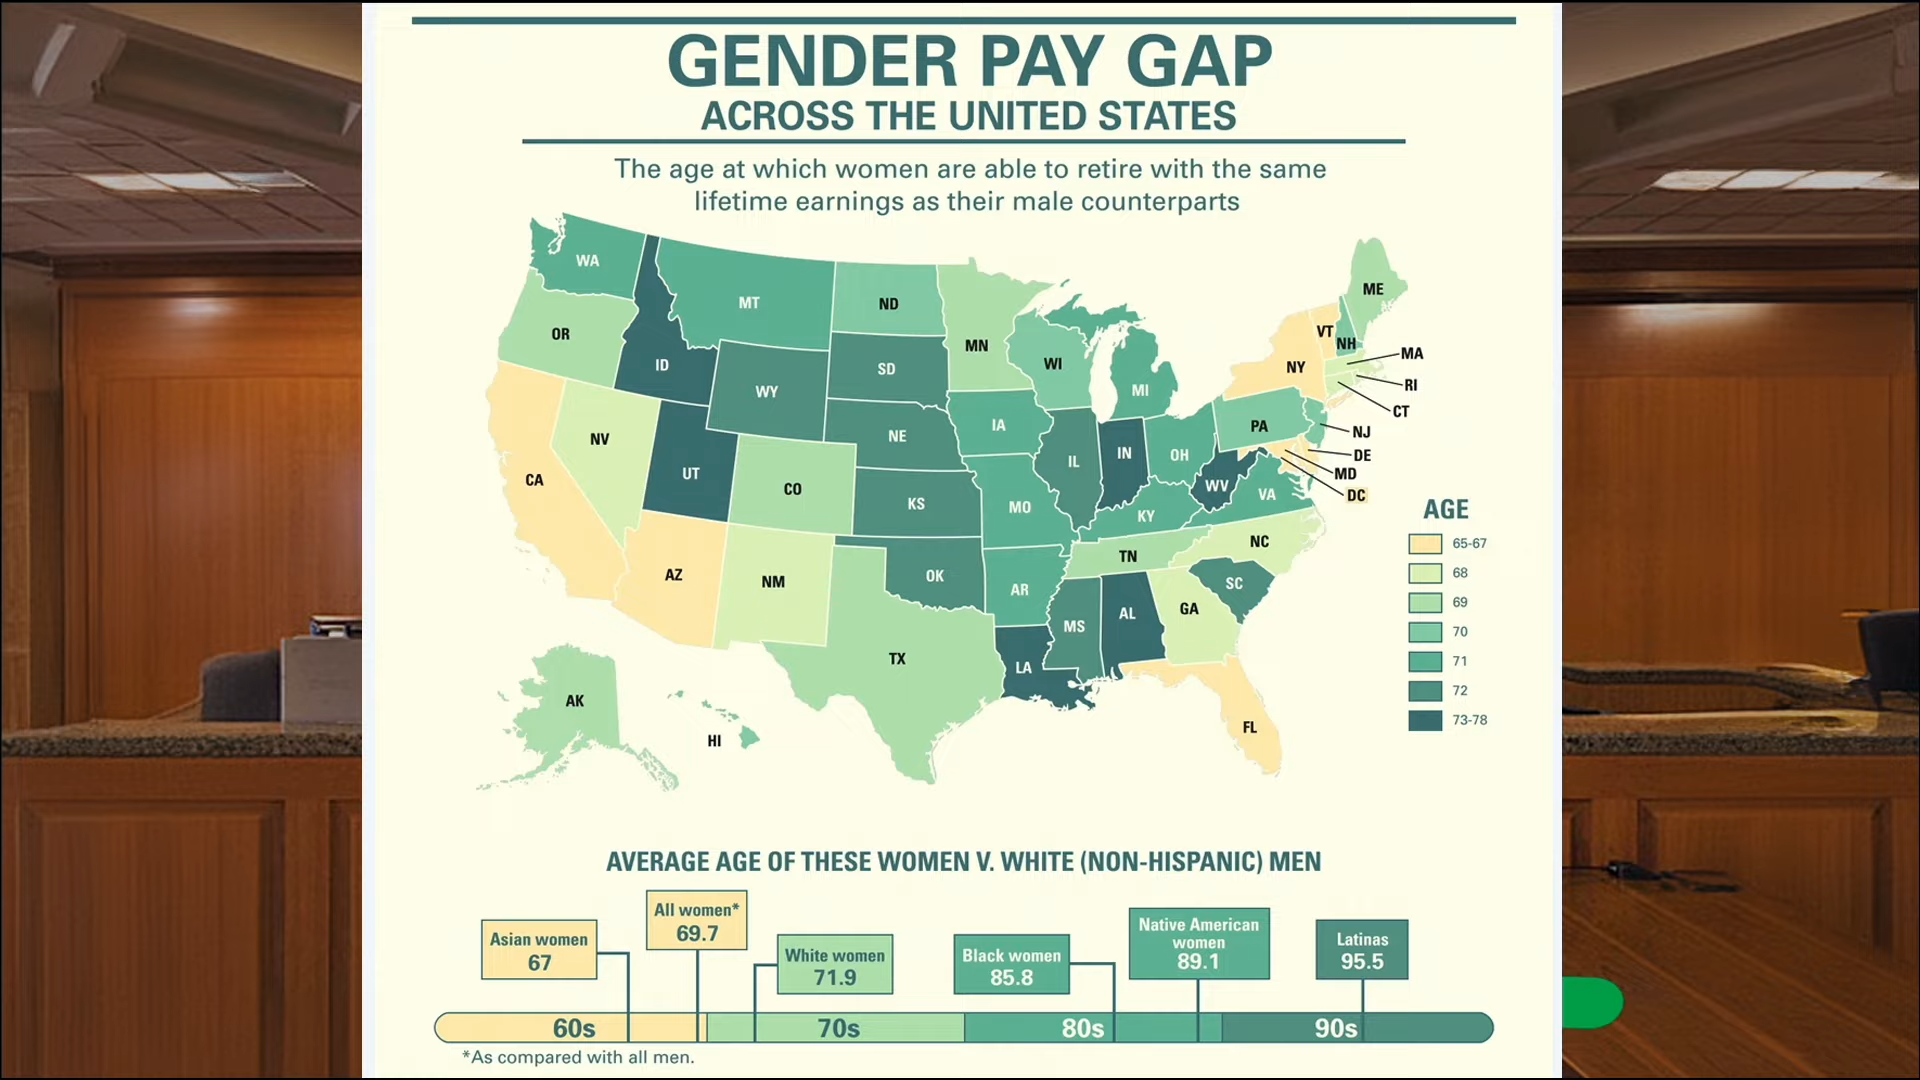 GENDER PAY GAP
ACROSS THE UNITED STATES
The age at which women are able to retire with the same
lifetime earnings as their male counterparts
WA
MT
ND
MN
ME
OR
ID
WY
SD
WI
MI
NY
VT
NH
MA
RI
CT
CA
NV
UT
CO
NE
KS
IA
MO
IL
IN
OH
PA
NJ
DE
MD
DC
WV
VA
KY
AZ
NM
OK
AR
TN
NC
SC
TX
LA
MS
AL
GA
FL
AK
HI
AGE
65-67
68
69
70
71
72
73-78
AVERAGE AGE OF THESE WOMEN V. WHITE (NON-HISPANIC) MEN
Asian women
67
All women*
69.7
White women
71.9
Black women
85.8
Native American
women
89.1
Latinas
95.5
60s
70s
80s
90s
*As compared with all men.